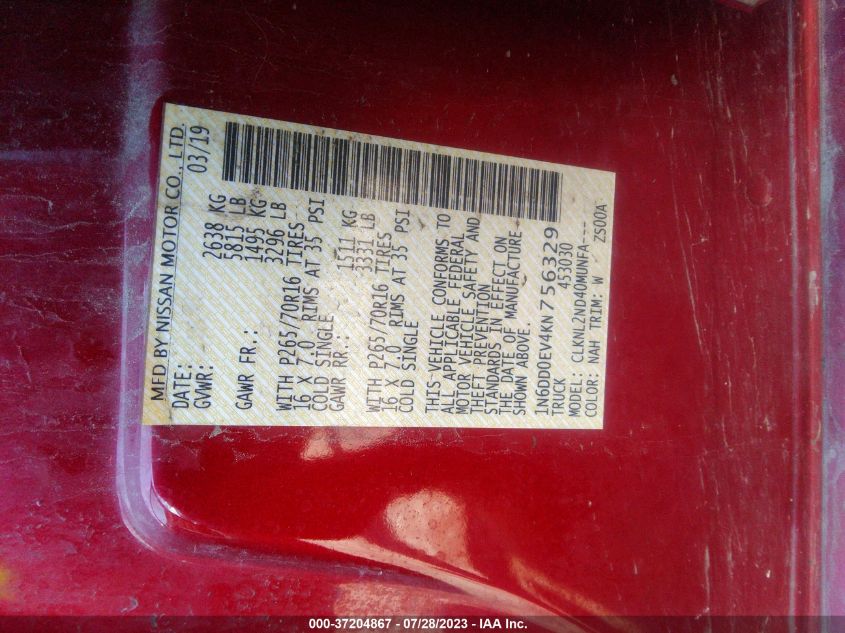 MFD BY NISSAN MOTOR CO., LTD.
DATE: 03/19
GVWR: 2638 KG
5815 LB
GAWR FR.: 1495 KG
3296 LB
WITH P265/70R16 TIRES
16 X 7.0 RIMS AT 35 PSI
COLD SINGLE
GAWR RR.: 1511 KG
3331 LB
WITH P265/70R16 TIRES
16 X 7.0 RIMS AT 35 PSI
COLD SINGLE
THIS VEHICLE CONFORMS TO
ALL APPLICABLE FEDERAL
MOTOR VEHICLE SAFETY AND
THEFT PREVENTION
STANDARDS IN EFFECT ON
THE DATE OF MANUFACTURE
SHOWN ABOVE.
1N6DD0EV4KN756329
TRUCK 453030
MODEL: CLKNL2ND40MUNFA---
COLOR: NAH TRIM: W ZS00A
000-37204867 / 07/28/2023 - IAA Inc.